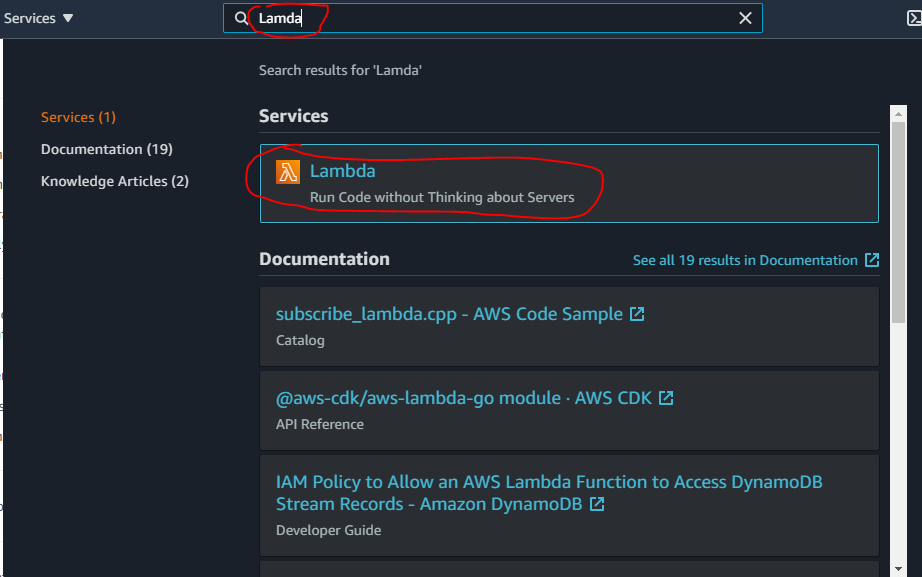 Services ▼
Lamda
Search results for 'Lamda'
Services (1)
Documentation (19)
Knowledge Articles (2)
Services
Lambda
Run Code without Thinking about Servers
Documentation
See all 19 results in Documentation
subscribe_lambda.cpp - AWS Code Sample
Catalog
@aws-cdk/aws-lambda-go module · AWS CDK
API Reference
IAM Policy to Allow an AWS Lambda Function to Access DynamoDB
Stream Records - Amazon DynamoDB
Developer Guide